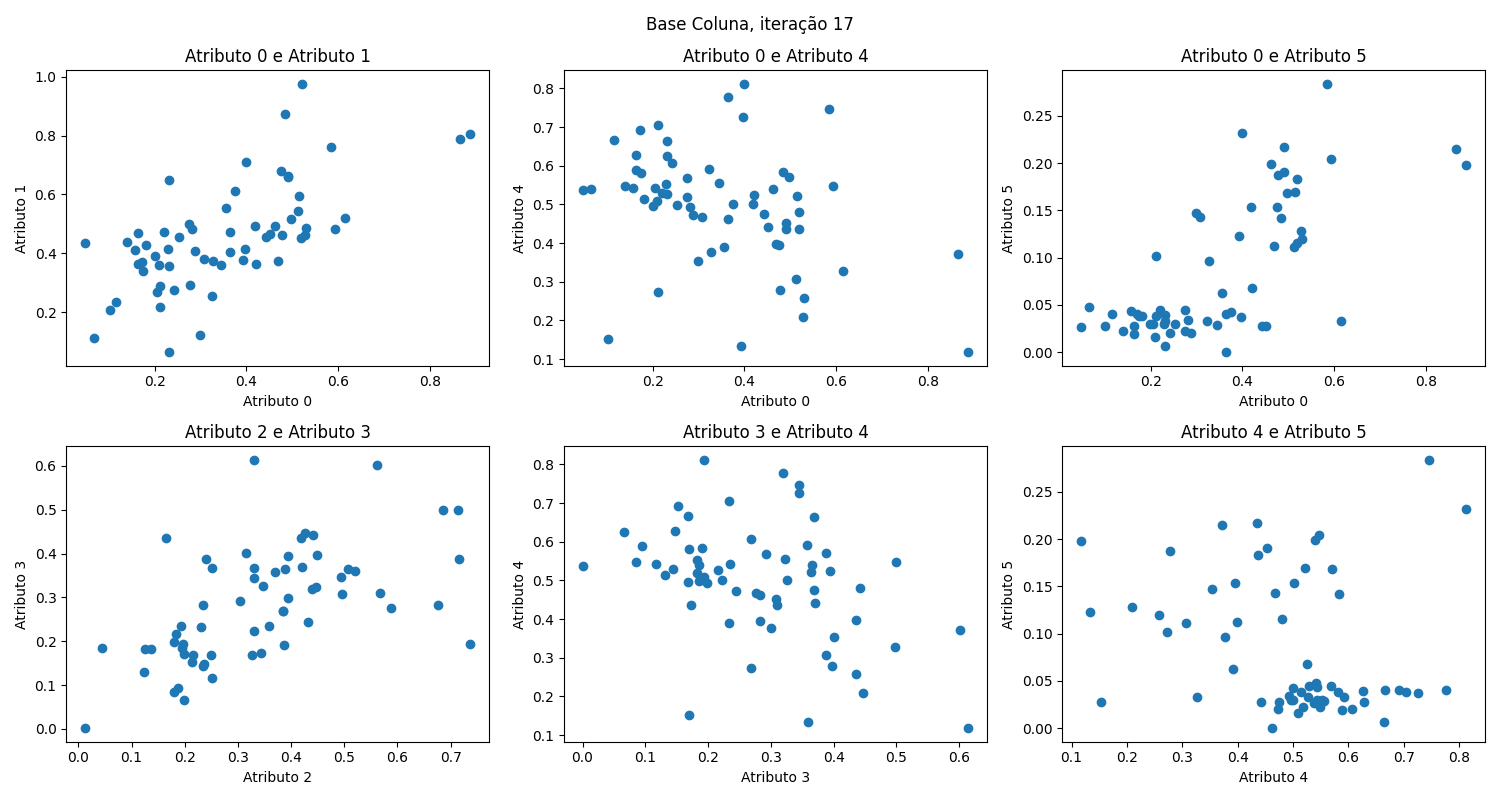 Base Coluna, iteração 17
Atributo 0 e Atributo 1
Atributo 1
1.0
0.8
0.6
0.4
0.2
0.2 0.4 0.6 0.8
Atributo 0
Atributo 0 e Atributo 4
Atributo 4
0.8
0.7
0.6
0.5
0.4
0.3
0.2
0.1
0.2 0.4 0.6 0.8
Atributo 0
Atributo 0 e Atributo 5
Atributo 5
0.25
0.20
0.15
0.10
0.05
0.00
0.2 0.4 0.6 0.8
Atributo 0
Atributo 2 e Atributo 3
Atributo 3
0.6
0.5
0.4
0.3
0.2
0.1
0.0
0.0 0.1 0.2 0.3 0.4 0.5 0.6 0.7
Atributo 2
Atributo 3 e Atributo 4
Atributo 4
0.8
0.7
0.6
0.5
0.4
0.3
0.2
0.1
0.0 0.1 0.2 0.3 0.4 0.5 0.6
Atributo 3
Atributo 4 e Atributo 5
Atributo 5
0.25
0.20
0.15
0.10
0.05
0.00
0.1 0.2 0.3 0.4 0.5 0.6 0.7 0.8
Atributo 4